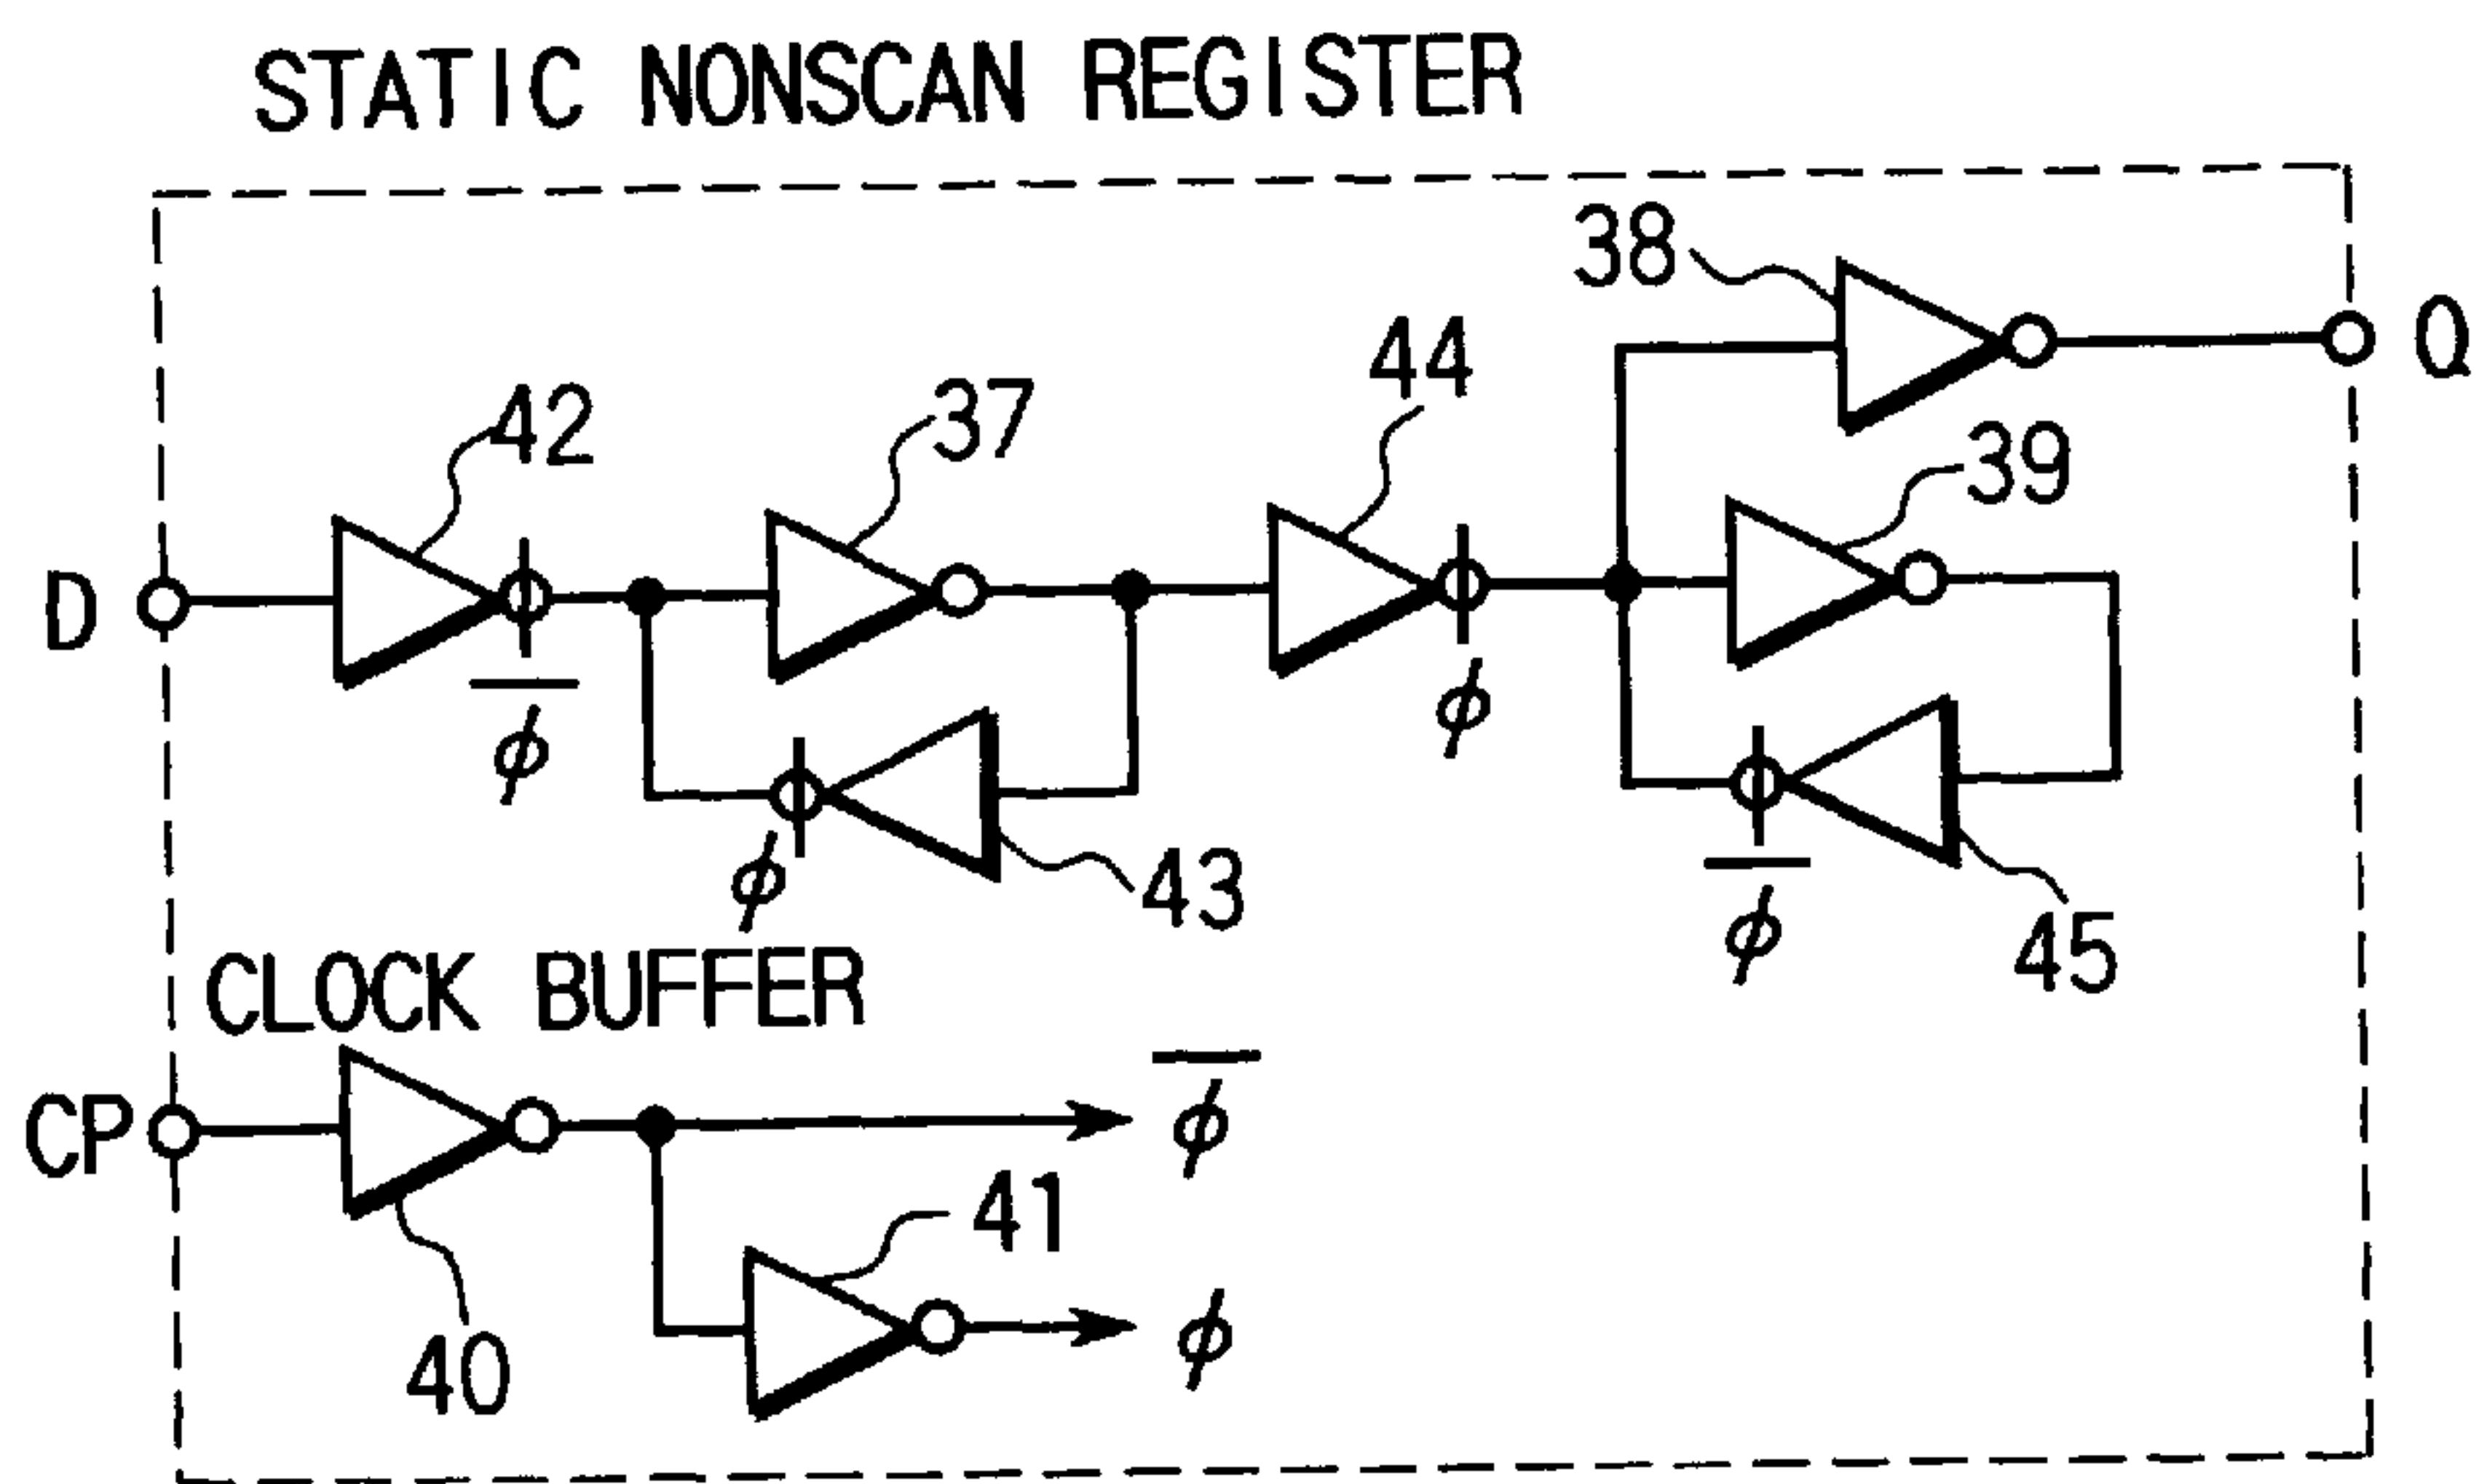 STATIC NONSCAN REGISTER
38
Q
44
42
37
39
D
φ̅
φ
φ
43
φ̅
45
CLOCK BUFFER
CP
φ̅
41
φ
40